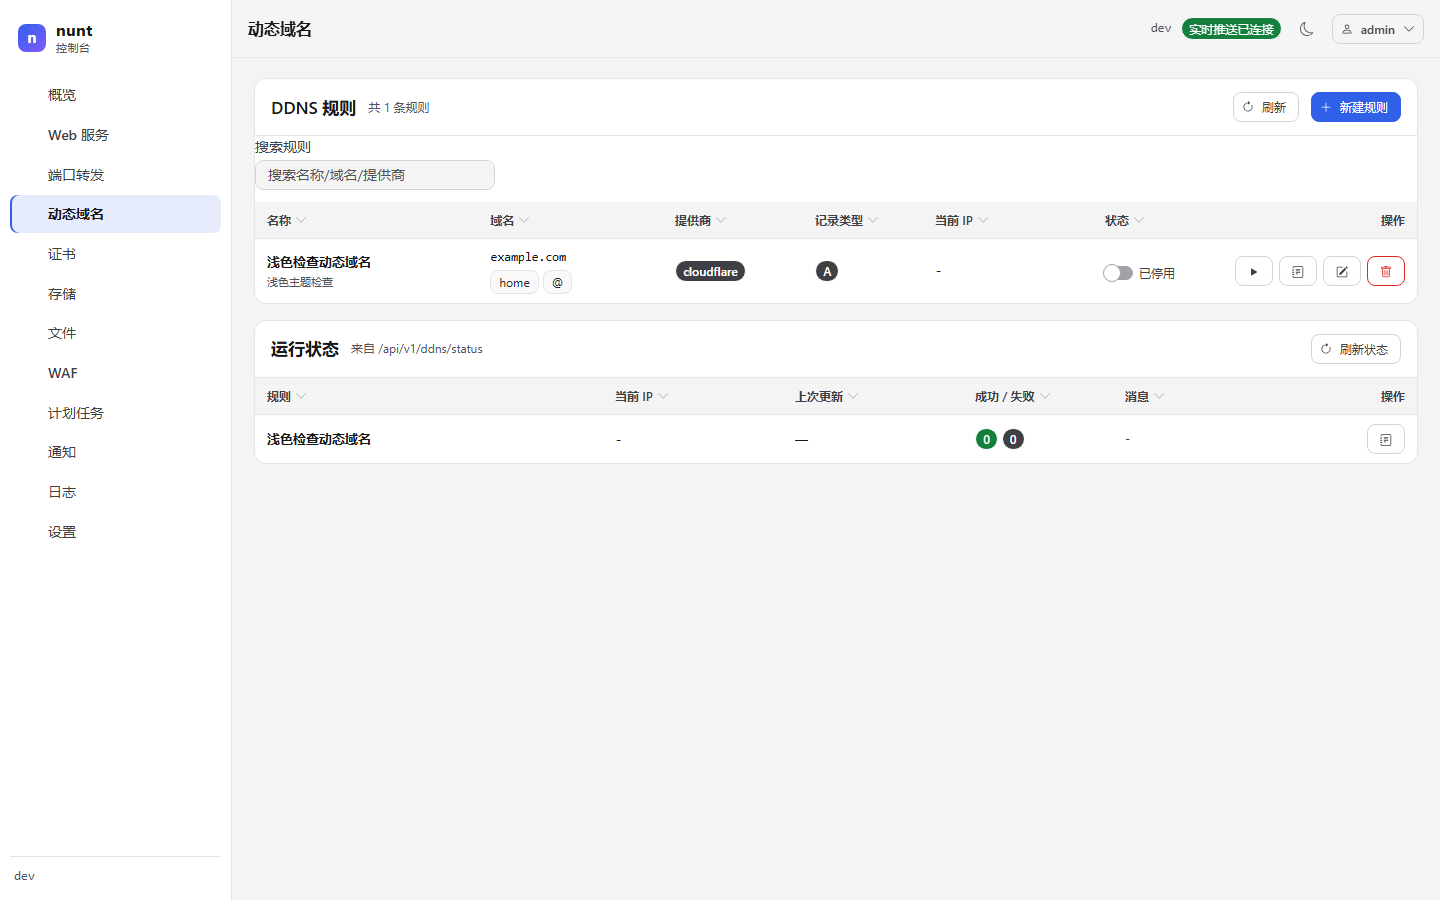 n
nunt
控制台
概览
Web 服务
端口转发
动态域名
证书
存储
文件
WAF
计划任务
通知
日志
设置
dev
动态域名
dev
实时推送已连接
admin
DDNS 规则
共 1 条规则
刷新
新建规则
搜索规则
搜索名称/域名/提供商
名称 域名 提供商 记录类型 当前 IP 状态 操作
浅色检查动态域名
浅色主题检查
example.com
home @
cloudflare
A
-
已停用
运行状态
来自 /api/v1/ddns/status
刷新状态
规则 当前 IP 上次更新 成功 / 失败 消息 操作
浅色检查动态域名 - — 0 0 -